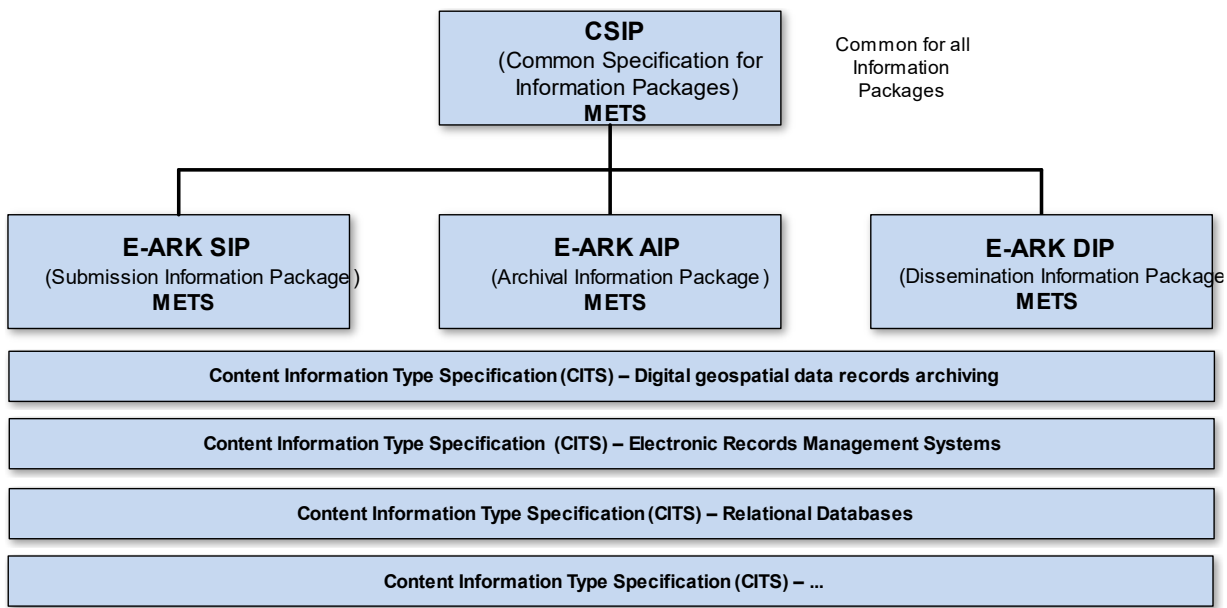 CSIP
(Common Specification for
Information Packages)
METS
Common for all
Information
Packages
E-ARK SIP
(Submission Information Package)
METS
E-ARK AIP
(Archival Information Package)
METS
E-ARK DIP
(Dissemination Information Package
METS
Content Information Type Specification (CITS) – Digital geospatial data records archiving
Content Information Type Specification (CITS) – Electronic Records Management Systems
Content Information Type Specification (CITS) – Relational Databases
Content Information Type Specification (CITS) – ...